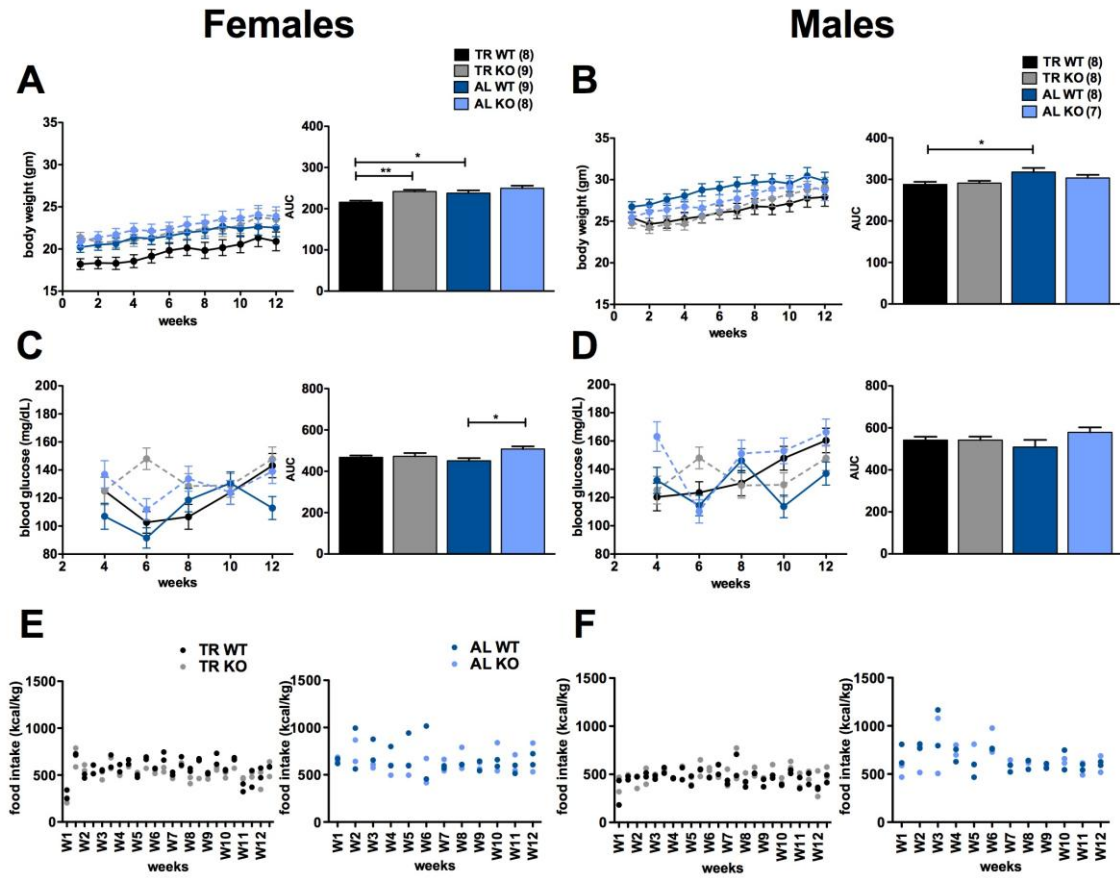 Females
Males
A
TR WT (8)
TR KO (9)
AL WT (9)
AL KO (8)
body weight (gm)
35
30
25
20
15
0 2 4 6 8 10 12
weeks
AUC
400
300
200
100
0
*
**
B
TR WT (8)
TR KO (8)
AL WT (8)
AL KO (7)
body weight (gm)
35
30
25
20
15
0 2 4 6 8 10 12
weeks
AUC
400
300
200
100
0
*
C
blood glucose (mg/dL)
200
180
160
140
120
100
80
2 4 6 8 10 12
weeks
AUC
800
600
400
200
0
*
D
blood glucose (mg/dL)
200
180
160
140
120
100
80
2 4 6 8 10 12
weeks
AUC
800
600
400
200
0
E
TR WT
TR KO
food intake (kcal/kg)
1500
1000
500
0
W1 W2 W3 W4 W5 W6 W7 W8 W9 W10 W11 W12
weeks
AL WT
AL KO
food intake (kcal/kg)
1500
1000
500
0
W1 W2 W3 W4 W5 W6 W7 W8 W9 W10 W11 W12
weeks
F
food intake (kcal/kg)
1500
1000
500
0
W1 W2 W3 W4 W5 W6 W7 W8 W9 W10 W11 W12
weeks
food intake (kcal/kg)
1500
1000
500
0
W1 W2 W3 W4 W5 W6 W7 W8 W9 W10 W11 W12
weeks